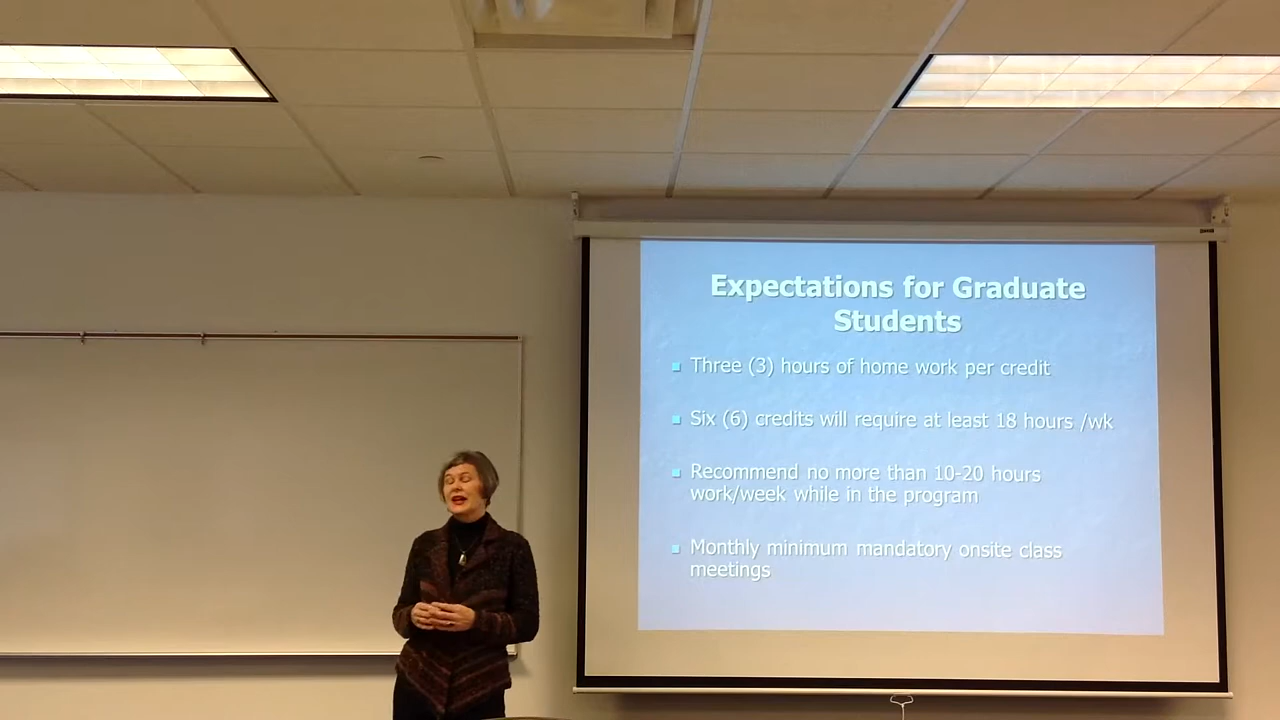 Expectations for Graduate
Students
Three (3) hours of home work per credit
Six (6) credits will require at least 18 hours /wk
Recommend no more than 10-20 hours
work/week while in the program
Monthly minimum mandatory onsite class
meetings